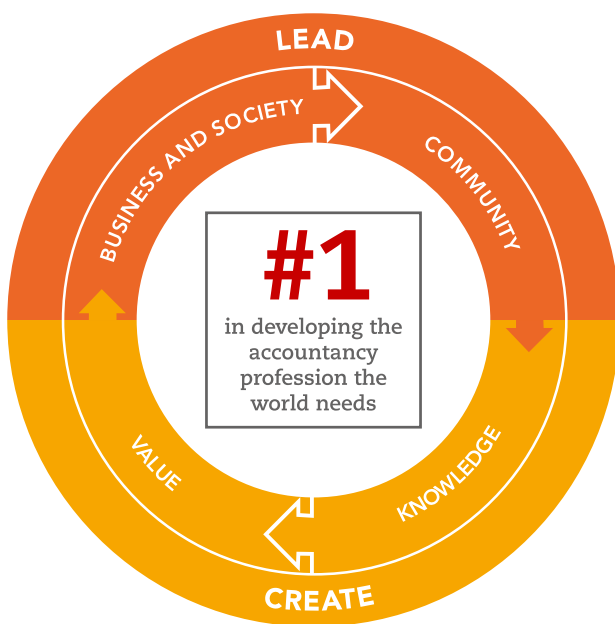 LEAD
BUSINESS AND SOCIETY
COMMUNITY
#1
in developing the
accountancy
profession the
world needs
VALUE
KNOWLEDGE
CREATE